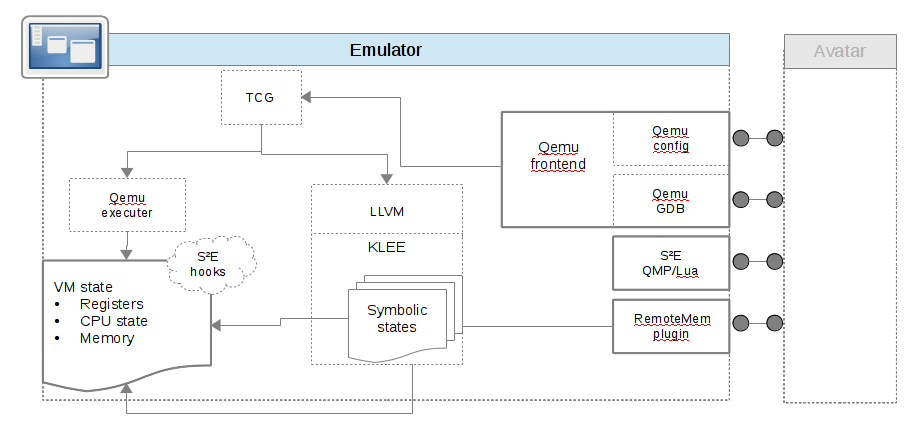 Emulator
Avatar
TCG
Qemu
frontend
Qemu
config
Qemu
GDB
Qemu
executer
LLVM
KLEE
S²E
hooks
S²E
QMP/Lua
VM state
• Registers
• CPU state
• Memory
Symbolic
states
RemoteMem
plugin